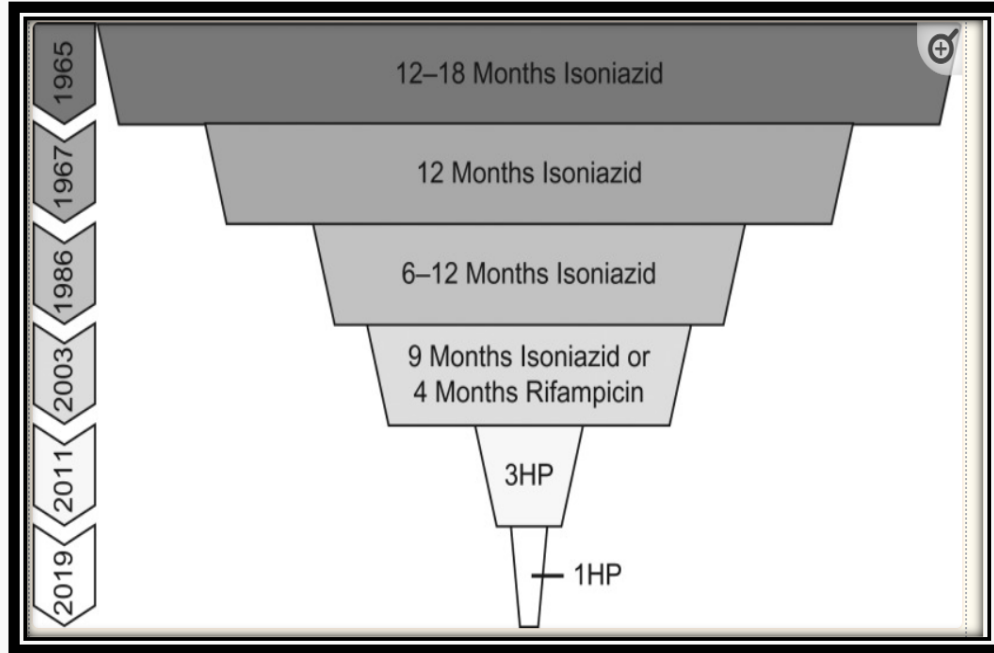 1965
12–18 Months Isoniazid
1967
12 Months Isoniazid
1986
6–12 Months Isoniazid
2003
9 Months Isoniazid or
4 Months Rifampicin
2011
3HP
2019
1HP